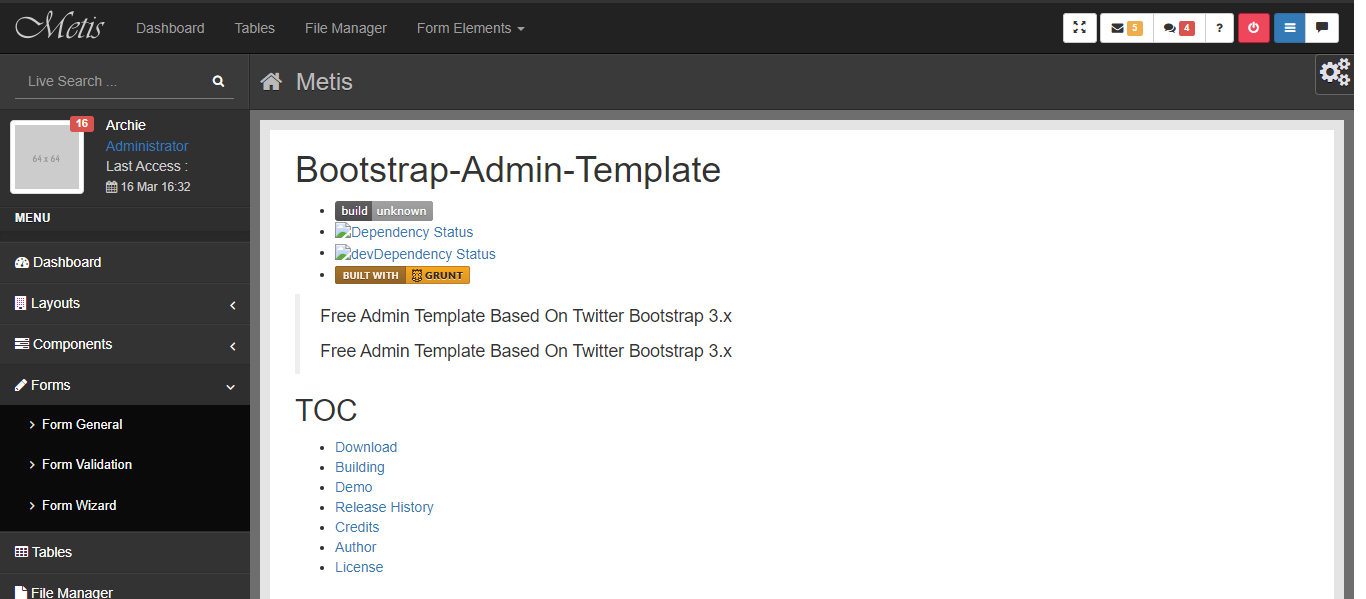 Metis Dashboard Tables File Manager Form Elements 5 4 ?
Live Search ...
Metis
16
64 x 64
Archie
Administrator
Last Access :
16 Mar 16:32
MENU
Dashboard
Layouts
Components
Forms
Form General
Form Validation
Form Wizard
Tables
File Manager
Bootstrap-Admin-Template
build unknown
Dependency Status
devDependency Status
BUILT WITH GRUNT
Free Admin Template Based On Twitter Bootstrap 3.x
Free Admin Template Based On Twitter Bootstrap 3.x
TOC
Download
Building
Demo
Release History
Credits
Author
License